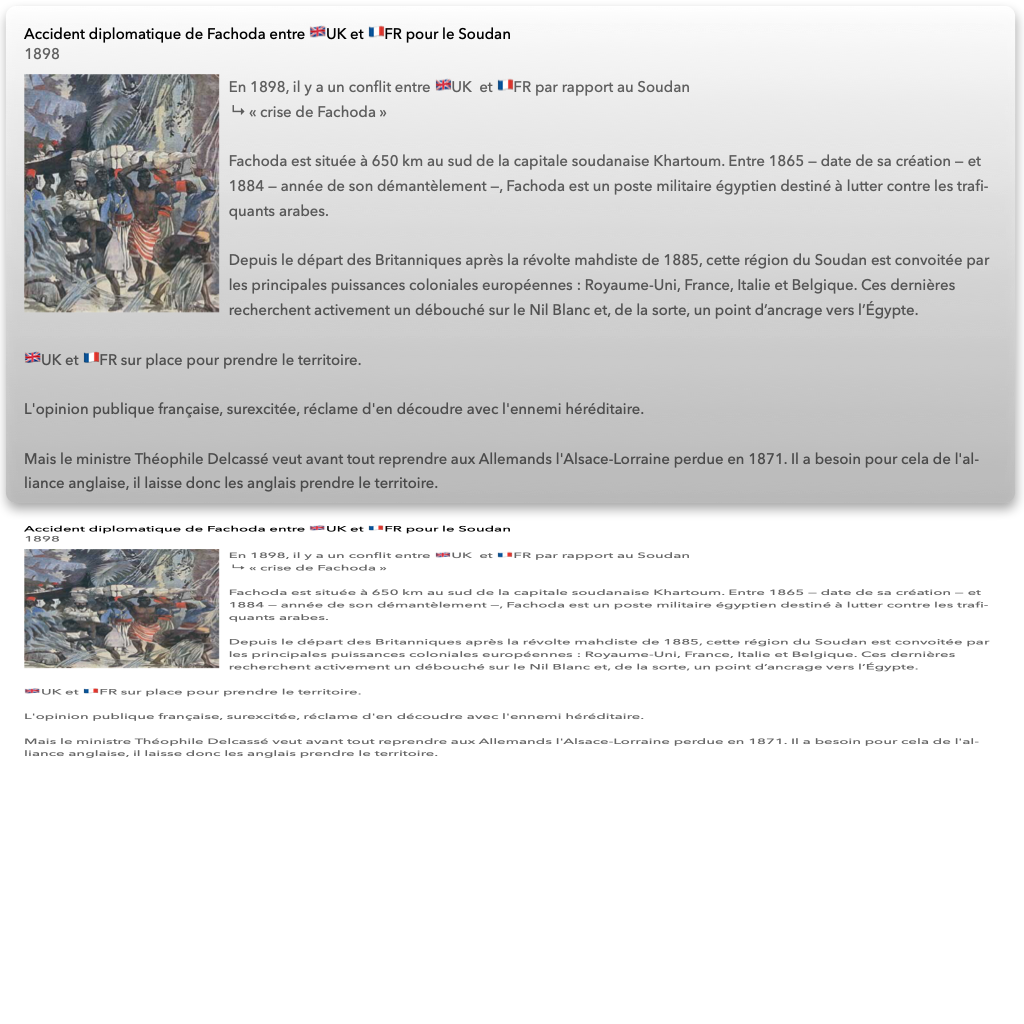 Accident diplomatique de Fachoda entre 🇬🇧UK et 🇫🇷FR pour le Soudan
1898
En 1898, il y a un conflit entre 🇬🇧UK et 🇫🇷FR par rapport au Soudan
↪ « crise de Fachoda »
Fachoda est située à 650 km au sud de la capitale soudanaise Khartoum. Entre 1865 – date de sa création – et
1884 – année de son démantèlement –, Fachoda est un poste militaire égyptien destiné à lutter contre les trafi-
quants arabes.
Depuis le départ des Britanniques après la révolte mahdiste de 1885, cette région du Soudan est convoitée par
les principales puissances coloniales européennes : Royaume-Uni, France, Italie et Belgique. Ces dernières
recherchent activement un débouché sur le Nil Blanc et, de la sorte, un point d’ancrage vers l’Égypte.
🇬🇧UK et 🇫🇷FR sur place pour prendre le territoire.
L'opinion publique française, surexcitée, réclame d'en découdre avec l'ennemi héréditaire.
Mais le ministre Théophile Delcassé veut avant tout reprendre aux Allemands l'Alsace-Lorraine perdue en 1871. Il a besoin pour cela de l'al-
liance anglaise, il laisse donc les anglais prendre le territoire.
Accident diplomatique de Fachoda entre 🇬🇧UK et 🇫🇷FR pour le Soudan
1898
En 1898, il y a un conflit entre 🇬🇧UK et 🇫🇷FR par rapport au Soudan
↪ « crise de Fachoda »
Fachoda est située à 650 km au sud de la capitale soudanaise Khartoum. Entre 1865 – date de sa création – et
1884 – année de son démantèlement –, Fachoda est un poste militaire égyptien destiné à lutter contre les trafi-
quants arabes.
Depuis le départ des Britanniques après la révolte mahdiste de 1885, cette région du Soudan est convoitée par
les principales puissances coloniales européennes : Royaume-Uni, France, Italie et Belgique. Ces dernières
recherchent activement un débouché sur le Nil Blanc et, de la sorte, un point d’ancrage vers l’Égypte.
🇬🇧UK et 🇫🇷FR sur place pour prendre le territoire.
L'opinion publique française, surexcitée, réclame d'en découdre avec l'ennemi héréditaire.
Mais le ministre Théophile Delcassé veut avant tout reprendre aux Allemands l'Alsace-Lorraine perdue en 1871. Il a besoin pour cela de l'al-
liance anglaise, il laisse donc les anglais prendre le territoire.